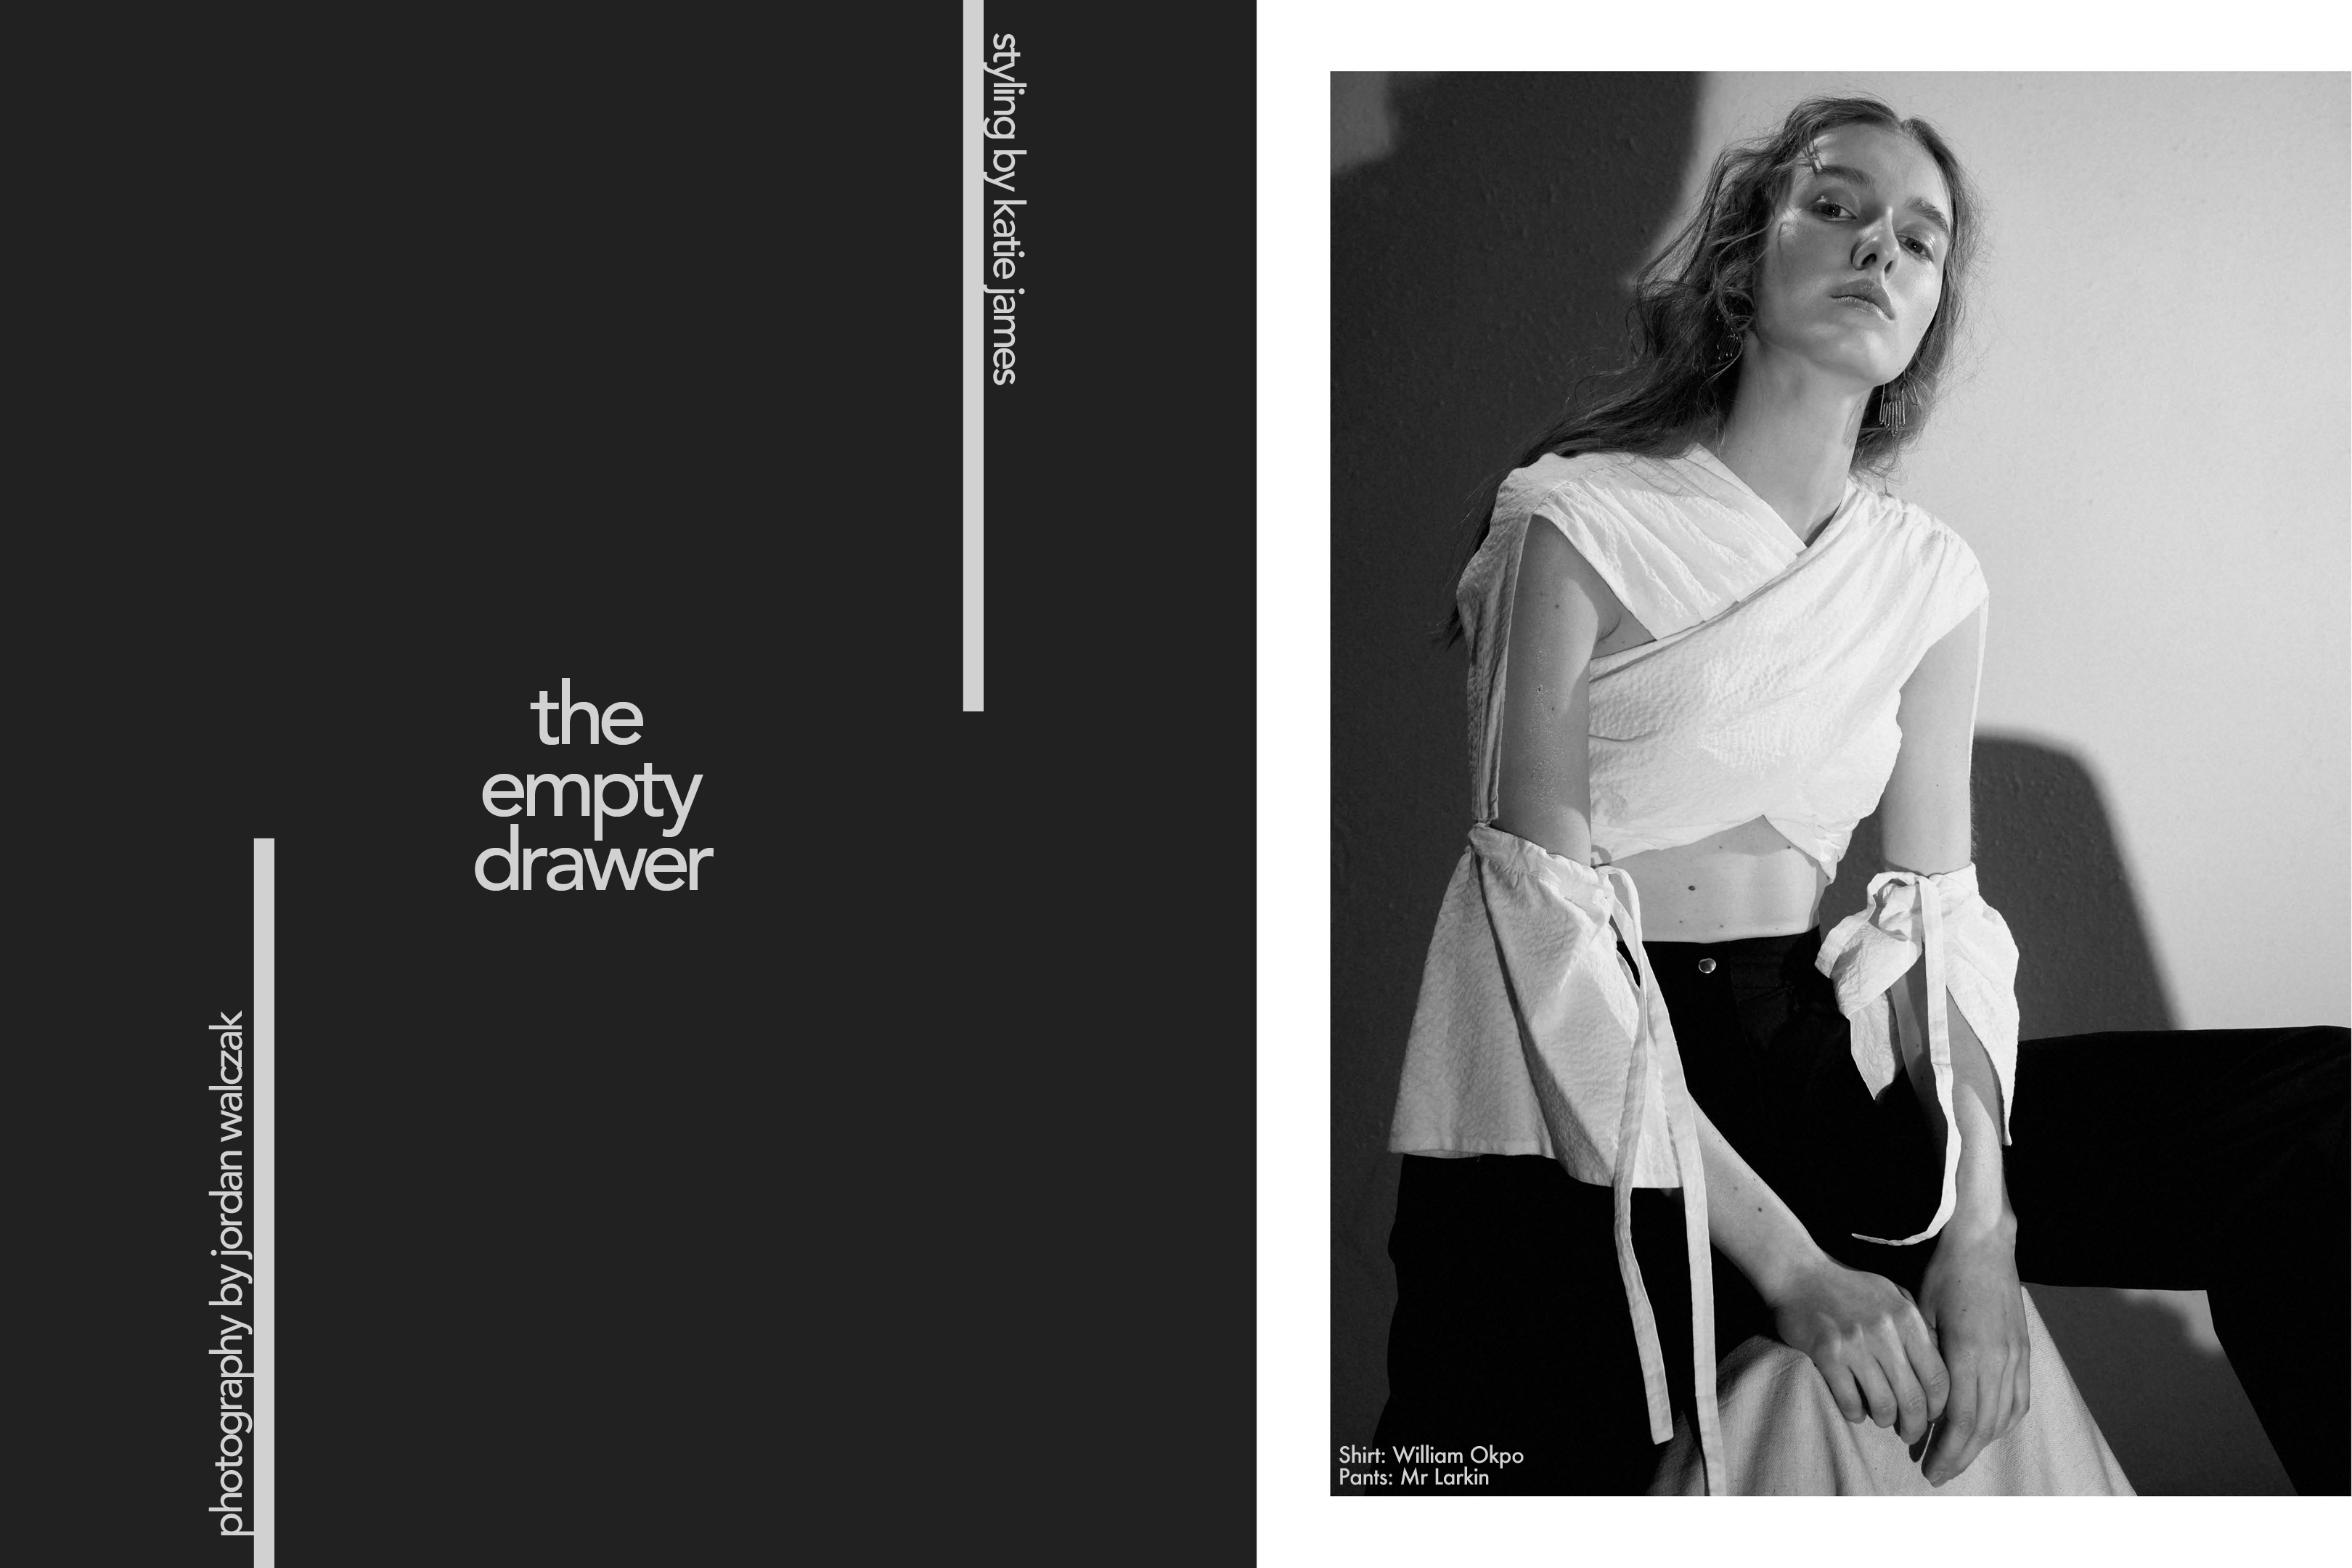 styling by katie james
the
empty
drawer
photography by jordan walczak
Shirt: William Okpo
Pants: Mr Larkin